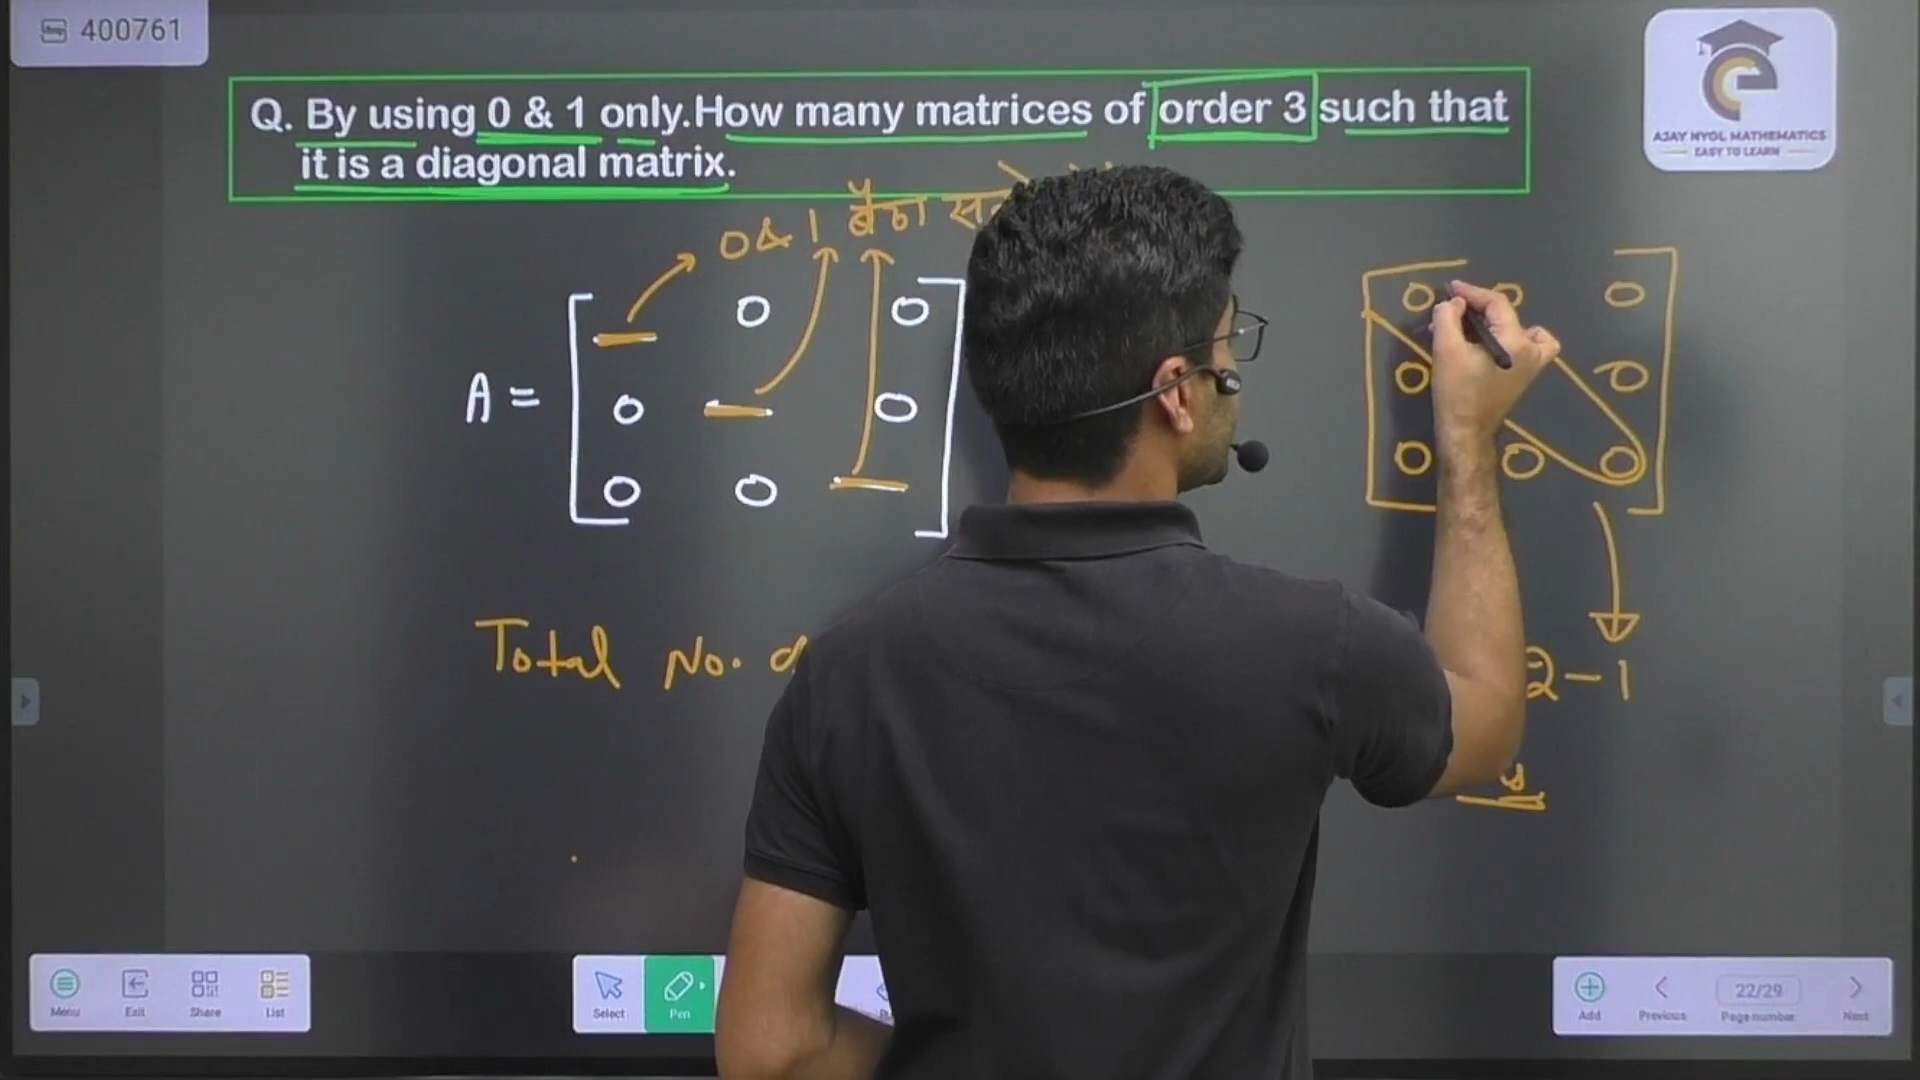 400761
AJAY NYOL MATHEMATICS
EASY TO LEARN
Q. By using 0 & 1 only.How many matrices of order 3 such that
it is a diagonal matrix.
0 & 1 बैठा
0 0
A = 0 0
0 0
0 0 0
0 0
0 0 0
Total No.
2-1
Menu Exit Share List
Select Pen
Add Previous 22/29 Page number Next